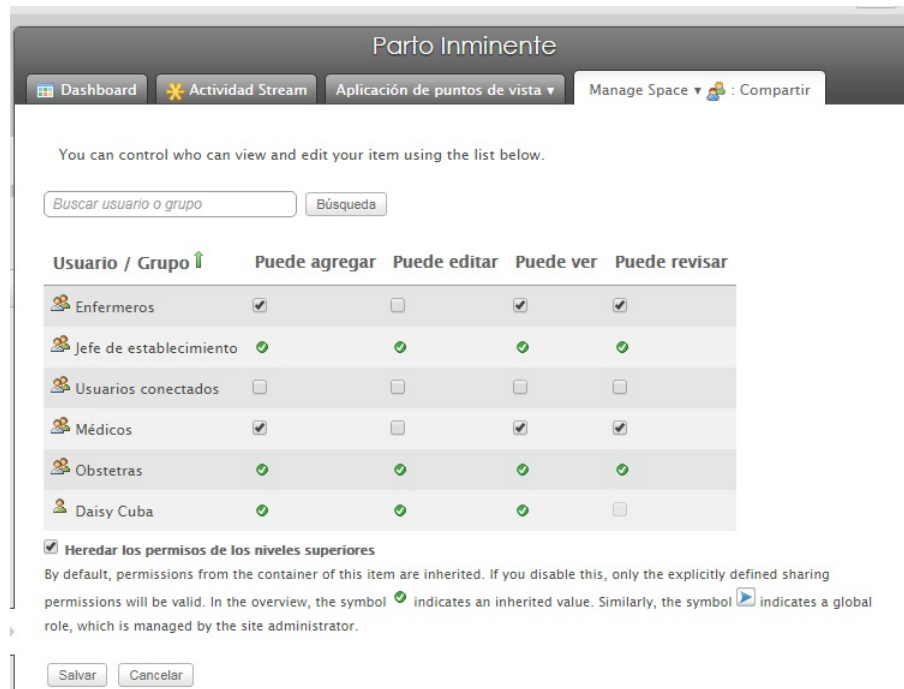 Parto Inminente
Dashboard Actividad Stream Aplicación de puntos de vista ▾ Manage Space ▾ : Compartir
You can control who can view and edit your item using the list below.
Buscar usuario o grupo Búsqueda
Usuario / Grupo Puede agregar Puede editar Puede ver Puede revisar
Enfermeros
Jefe de establecimiento
Usuarios conectados
Médicos
Obstetras
Daisy Cuba
Heredar los permisos de los niveles superiores
By default, permissions from the container of this item are inherited. If you disable this, only the explicitly defined sharing
permissions will be valid. In the overview, the symbol indicates an inherited value. Similarly, the symbol indicates a global
role, which is managed by the site administrator.
Salvar Cancelar